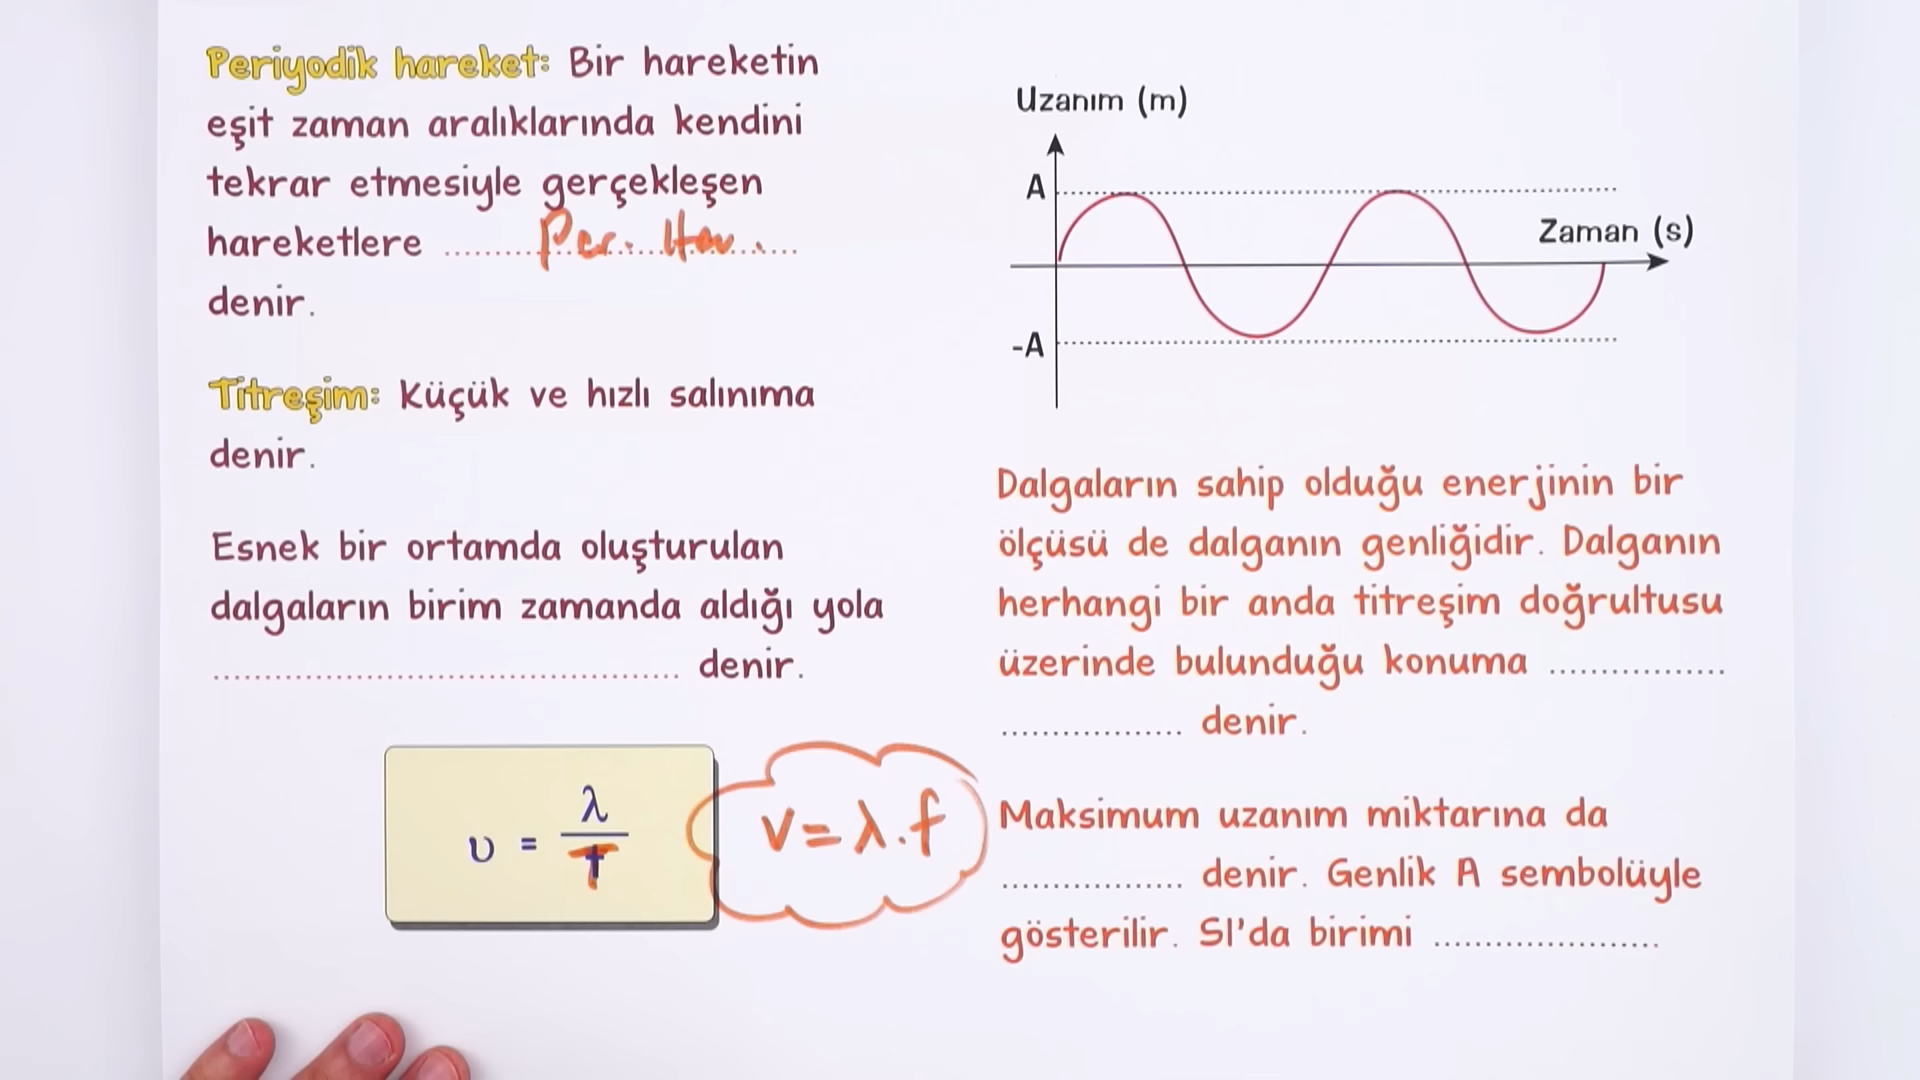 Periyodik hareket: Bir hareketin
eşit zaman aralıklarında kendini
tekrar etmesiyle gerçekleşen
hareketlere ........ Per. Har. ........
denir.
Titreşim: Küçük ve hızlı salınıma
denir.
Esnek bir ortamda oluşturulan
dalgaların birim zamanda aldığı yola
........................................ denir.
υ = λ / T
V = λ.f
Uzanım (m)
A
Zaman (s)
-A
Dalgaların sahip olduğu enerjinin bir
ölçüsü de dalganın genliğidir. Dalganın
herhangi bir anda titreşim doğrultusu
üzerinde bulunduğu konuma .................
.................. denir.
Maksimum uzanım miktarına da
.................. denir. Genlik A sembolüyle
gösterilir. SI'da birimi ......................